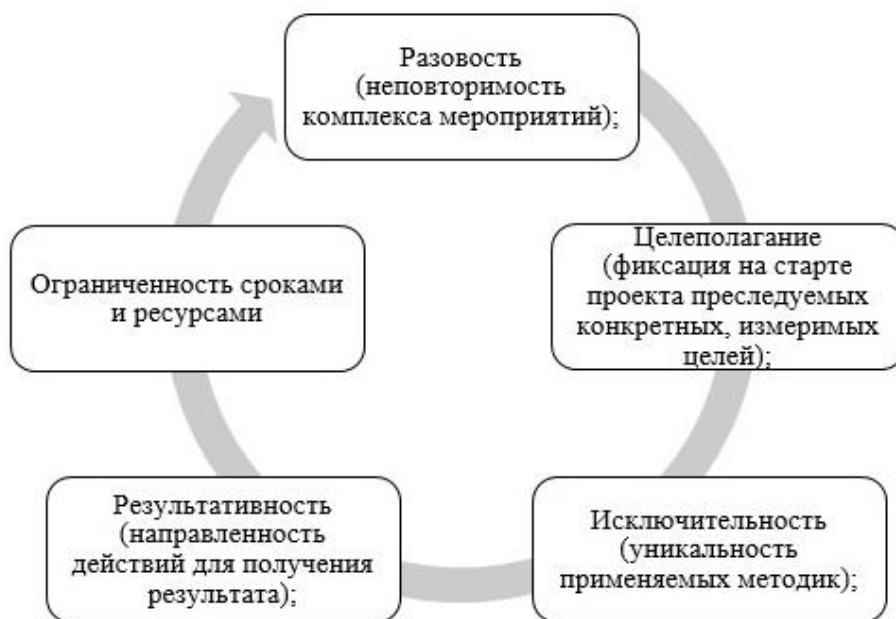 Разовость
(неповторимость
комплекса мероприятий);
Целеполагание
(фиксация на старте
проекта преследуемых
конкретных, измеримых
целей);
Исключительность
(уникальность
применяемых методик);
Результативность
(направленность
действий для получения
результата);
Ограниченность сроками
и ресурсами